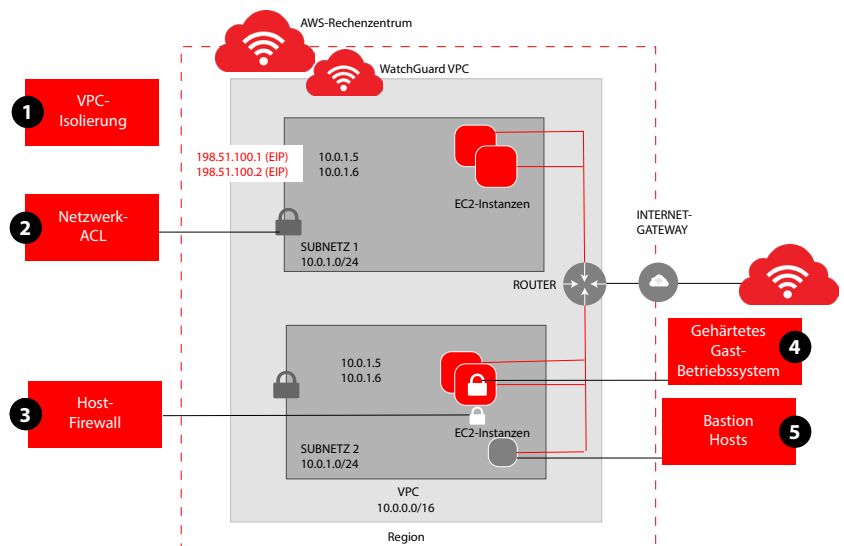 AWS-Rechenzentrum
WatchGuard VPC
1
VPC-
Isolierung
198.51.100.1 (EIP)
198.51.100.2 (EIP)
10.0.1.5
10.0.1.6
EC2-Instanzen
2
Netzwerk-
ACL
SUBNETZ 1
10.0.1.0/24
INTERNET-
GATEWAY
ROUTER
Gehärtetes
Gast-
Betriebssystem
4
10.0.1.5
10.0.1.6
3
Host-
Firewall
EC2-Instanzen
Bastion
Hosts
5
SUBNETZ 2
10.0.1.0/24
VPC
10.0.0.0/16
Region